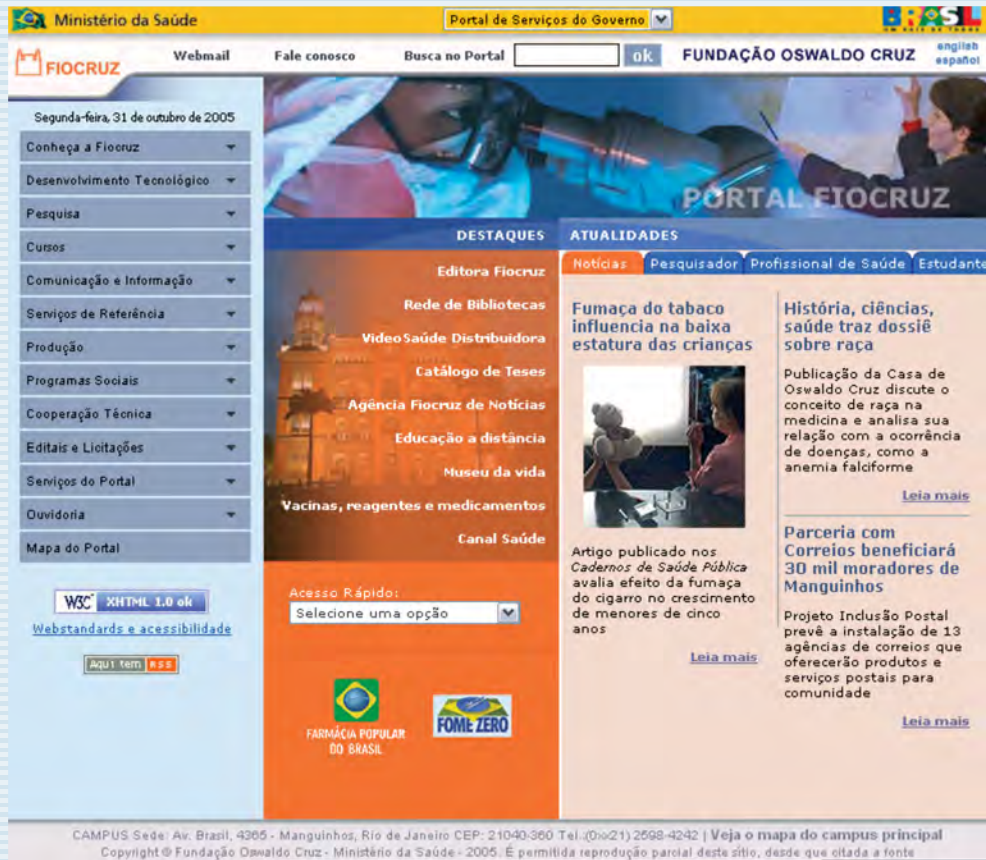 Ministério da Saúde
Portal de Serviços do Governo
BRASIL
UM PAÍS DE TODOS
FIOCRUZ
Webmail
Fale conosco
Busca no Portal
ok
FUNDAÇÃO OSWALDO CRUZ
english
español
Segunda-feira, 31 de outubro de 2005
Conheça a Fiocruz
Desenvolvimento Tecnológico
Pesquisa
Cursos
Comunicação e Informação
Serviços de Referência
Produção
Programas Sociais
Cooperação Técnica
Editais e Licitações
Serviços do Portal
Ouvidoria
Mapa do Portal
W3C XHTML 1.0 ok
Webstandards e acessibilidade
Aqui tem RSS
PORTAL FIOCRUZ
DESTAQUES
Editora Fiocruz
Rede de Bibliotecas
VideoSaúde Distribuidora
Catálogo de Teses
Agência Fiocruz de Notícias
Educação a distância
Museu da vida
Vacinas, reagentes e medicamentos
Canal Saúde
Acesso Rápido:
Selecione uma opção
FARMÁCIA POPULAR
DO BRASIL
FOME ZERO
ATUALIDADES
Notícias
Pesquisador
Profissional de Saúde
Estudante
Fumaça do tabaco
influencia na baixa
estatura das crianças
Artigo publicado nos
Cadernos de Saúde Pública
avalia efeito da fumaça
do cigarro no crescimento
de menores de cinco
anos
Leia mais
História, ciências,
saúde traz dossiê
sobre raça
Publicação da Casa de
Oswaldo Cruz discute o
conceito de raça na
medicina e analisa sua
relação com a ocorrência
de doenças, como a
anemia falciforme
Leia mais
Parceria com
Correios beneficiará
30 mil moradores de
Manguinhos
Projeto Inclusão Postal
prevê a instalação de 13
agências de correios que
oferecerão produtos e
serviços postais para
comunidade
Leia mais
CAMPUS Sede: Av. Brasil, 4365 - Manguinhos, Rio de Janeiro CEP: 21040-360 Tel.:(0xx21) 2598-4242 | Veja o mapa do campus principal
Copyright © Fundação Oswaldo Cruz - Ministério da Saúde - 2005. É permitida reprodução parcial deste sítio, desde que citada a fonte